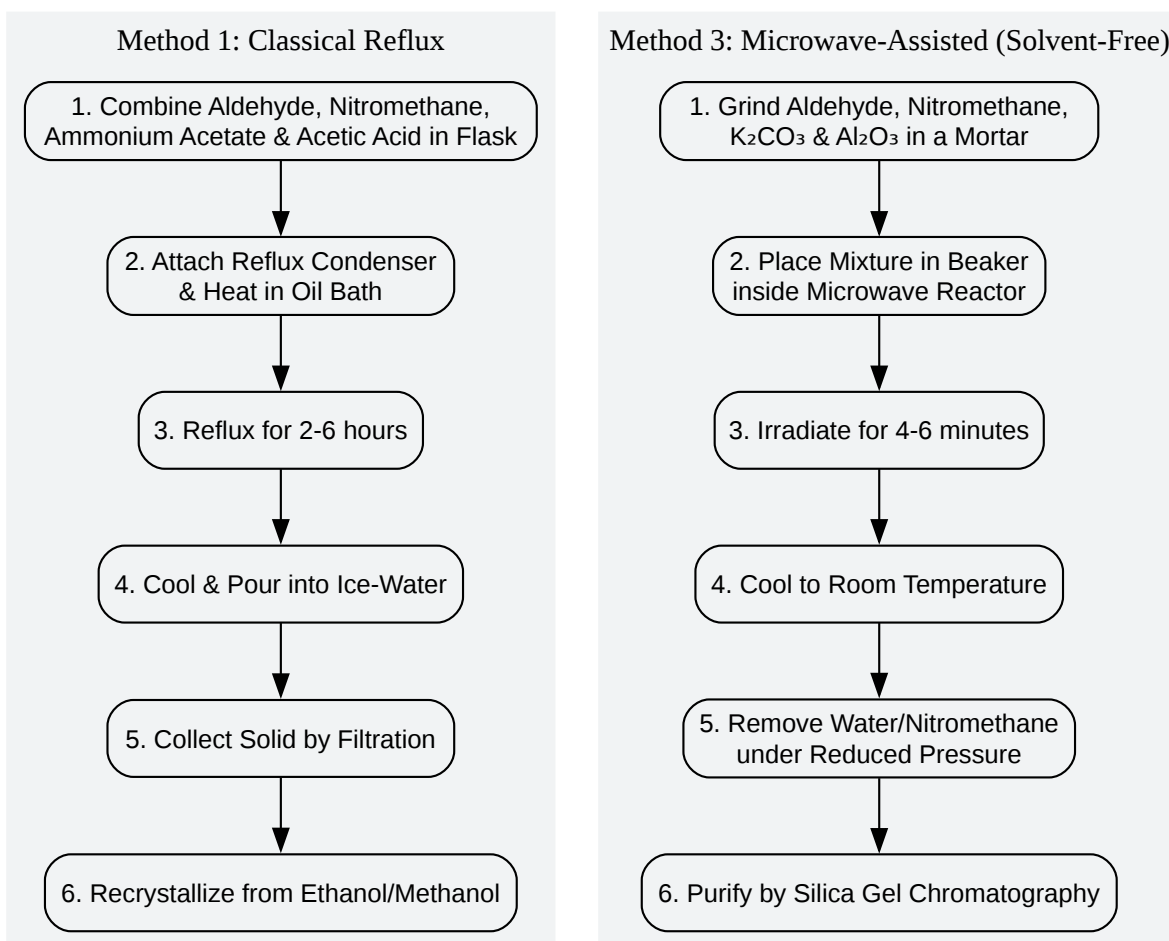 Method 1: Classical Reflux
1. Combine Aldehyde, Nitromethane,
Ammonium Acetate & Acetic Acid in Flask
2. Attach Reflux Condenser
& Heat in Oil Bath
3. Reflux for 2-6 hours
4. Cool & Pour into Ice-Water
5. Collect Solid by Filtration
6. Recrystallize from Ethanol/Methanol
Method 3: Microwave-Assisted (Solvent-Free)
1. Grind Aldehyde, Nitromethane,
K₂CO₃ & Al₂O₃ in a Mortar
2. Place Mixture in Beaker
inside Microwave Reactor
3. Irradiate for 4-6 minutes
4. Cool to Room Temperature
5. Remove Water/Nitromethane
under Reduced Pressure
6. Purify by Silica Gel Chromatography